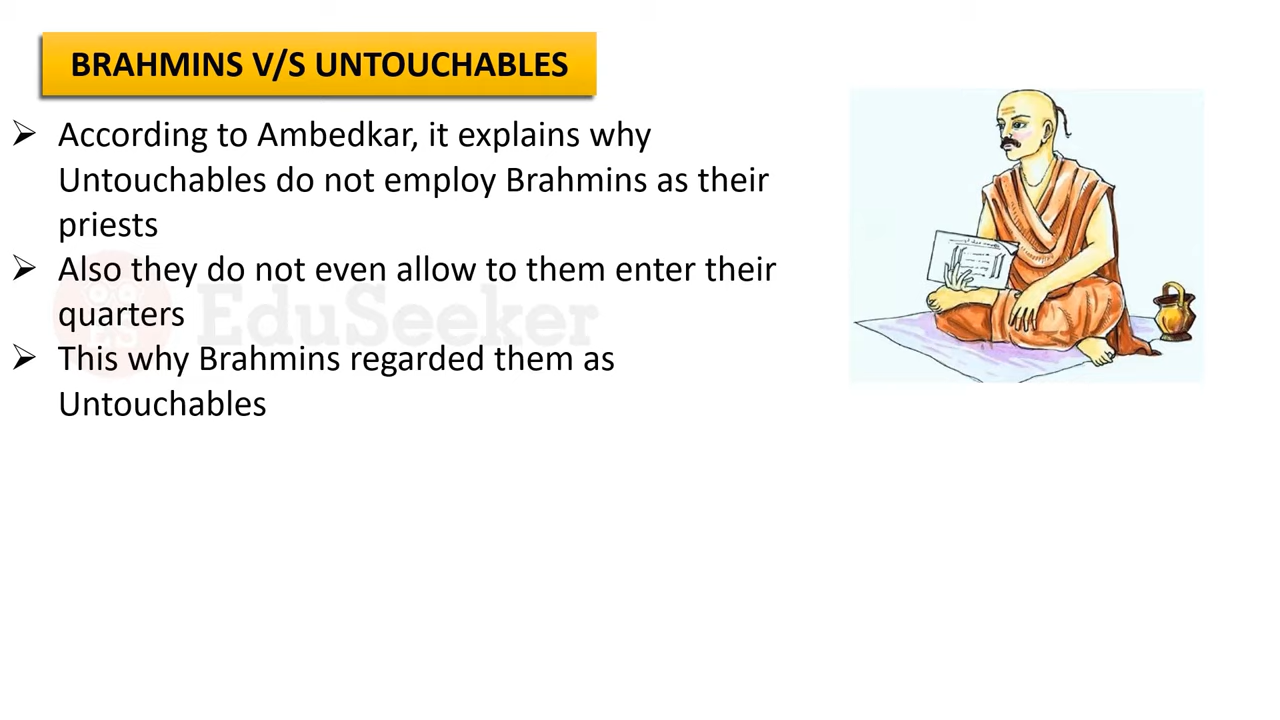 BRAHMINS V/S UNTOUCHABLES
➢ According to Ambedkar, it explains why
Untouchables do not employ Brahmins as their
priests
➢ Also they do not even allow to them enter their
quarters
➢ This why Brahmins regarded them as
Untouchables
EduSeeker